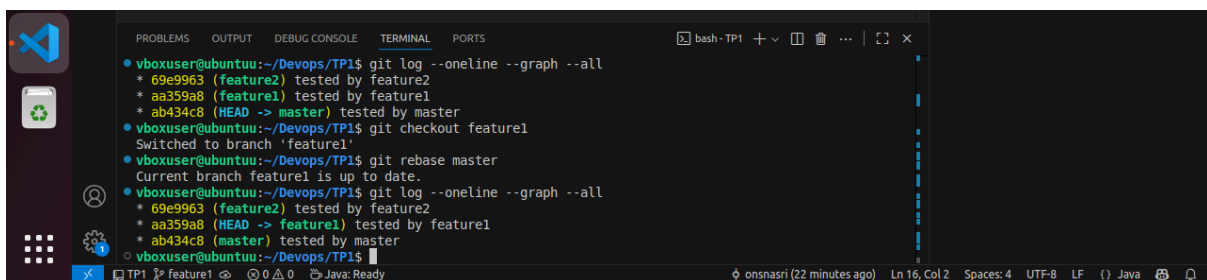 PROBLEMS OUTPUT DEBUG CONSOLE TERMINAL PORTS bash - TP1
vboxuser@ubuntuu:~/Devops/TP1$ git log --oneline --graph --all
* 69e9963 (feature2) tested by feature2
* aa359a8 (feature1) tested by feature1
* ab434c8 (HEAD -> master) tested by master
vboxuser@ubuntuu:~/Devops/TP1$ git checkout feature1
Switched to branch 'feature1'
vboxuser@ubuntuu:~/Devops/TP1$ git rebase master
Current branch feature1 is up to date.
vboxuser@ubuntuu:~/Devops/TP1$ git log --oneline --graph --all
* 69e9963 (feature2) tested by feature2
* aa359a8 (HEAD -> feature1) tested by feature1
* ab434c8 (master) tested by master
vboxuser@ubuntuu:~/Devops/TP1$
1
TP1 feature1 0 0 Java: Ready onsnasri (22 minutes ago) Ln 16, Col 2 Spaces: 4 UTF-8 LF {} Java